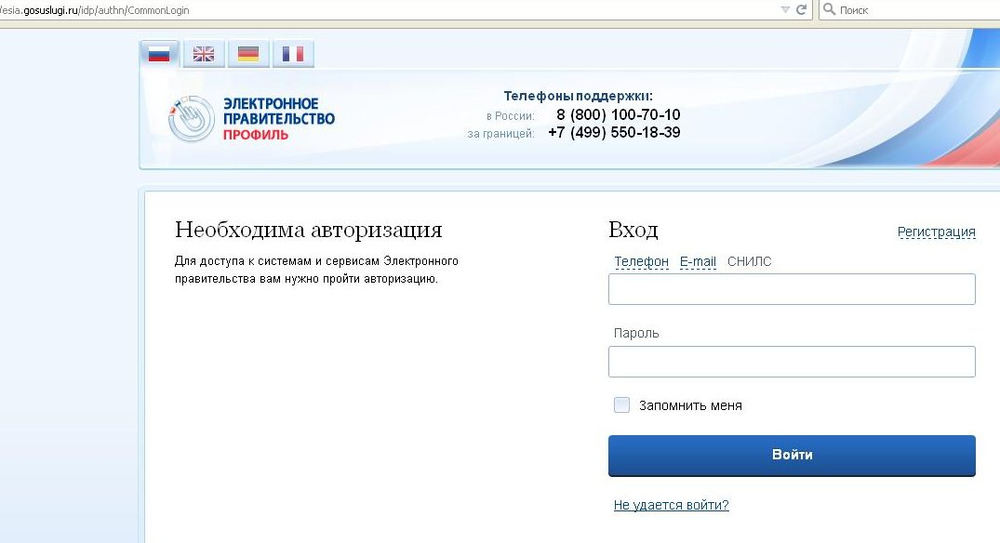 esia.gosuslugi.ru/idp/authn/CommonLogin
Поиск
ЭЛЕКТРОННОЕ
ПРАВИТЕЛЬСТВО
ПРОФИЛЬ
Телефоны поддержки:
в России: 8 (800) 100-70-10
за границей: +7 (499) 550-18-39
Необходима авторизация
Для доступа к системам и сервисам Электронного
правительства вам нужно пройти авторизацию.
Вход Регистрация
Телефон E-mail СНИЛС
Пароль
Запомнить меня
Войти
Не удается войти?